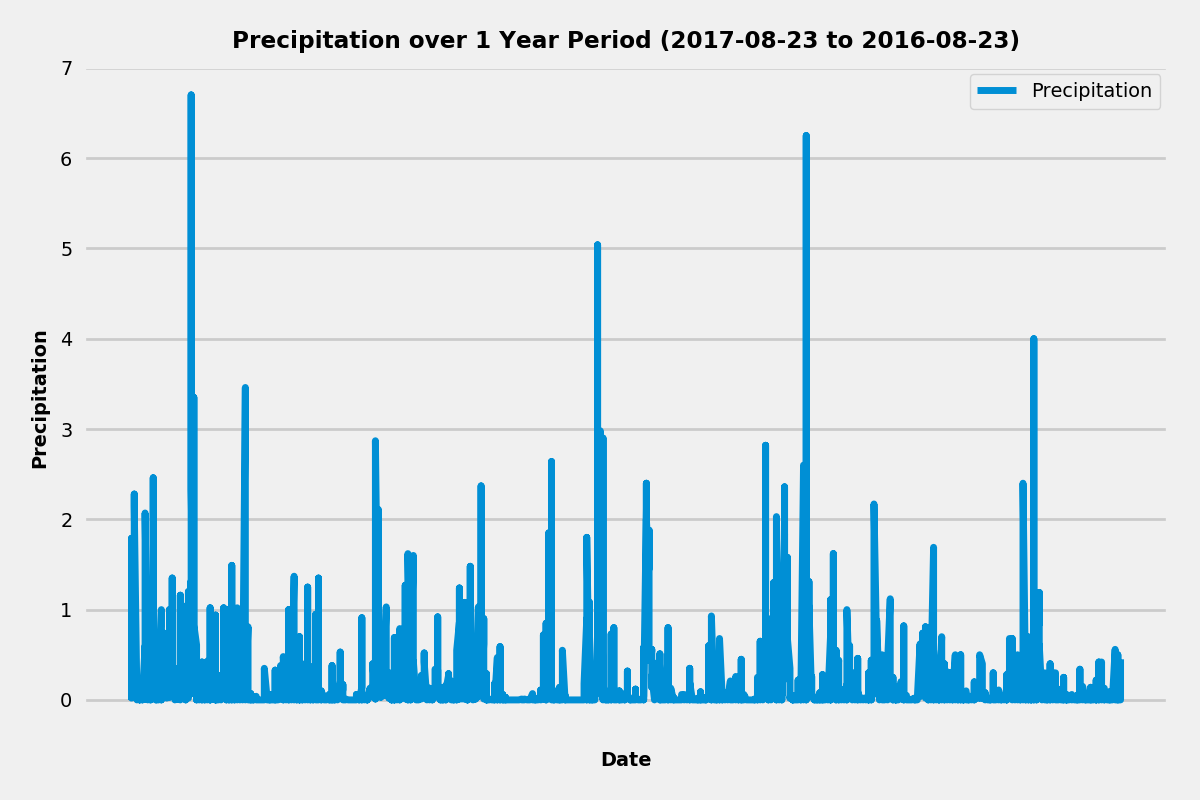 Precipitation over 1 Year Period (2017-08-23 to 2016-08-23)
7
Precipitation
6
5
4
3
2
1
0
Precipitation
Date